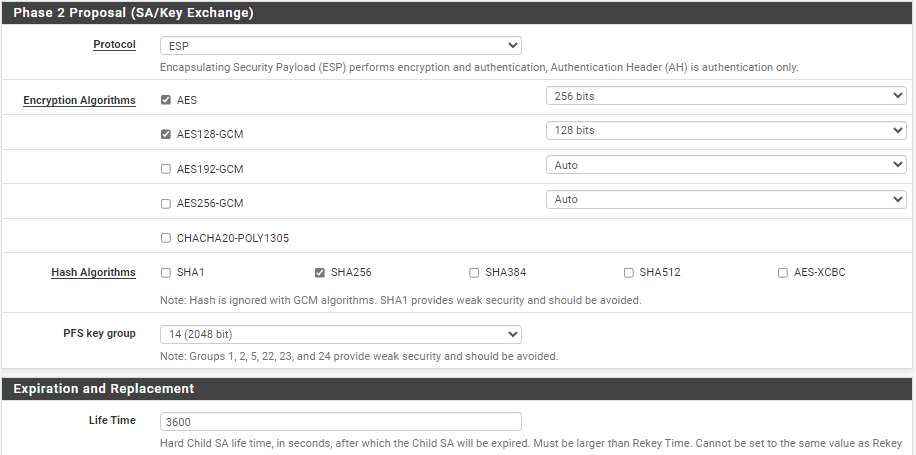 Phase 2 Proposal (SA/Key Exchange)
Protocol ESP
Encapsulating Security Payload (ESP) performs encryption and authentication, Authentication Header (AH) is authentication only.
Encryption Algorithms AES 256 bits
AES128-GCM 128 bits
AES192-GCM Auto
AES256-GCM Auto
CHACHA20-POLY1305
Hash Algorithms SHA1 SHA256 SHA384 SHA512 AES-XCBC
Note: Hash is ignored with GCM algorithms. SHA1 provides weak security and should be avoided.
PFS key group 14 (2048 bit)
Note: Groups 1, 2, 5, 22, 23, and 24 provide weak security and should be avoided.
Expiration and Replacement
Life Time 3600
Hard Child SA life time, in seconds, after which the Child SA will be expired. Must be larger than Rekey Time. Cannot be set to the same value as Rekey